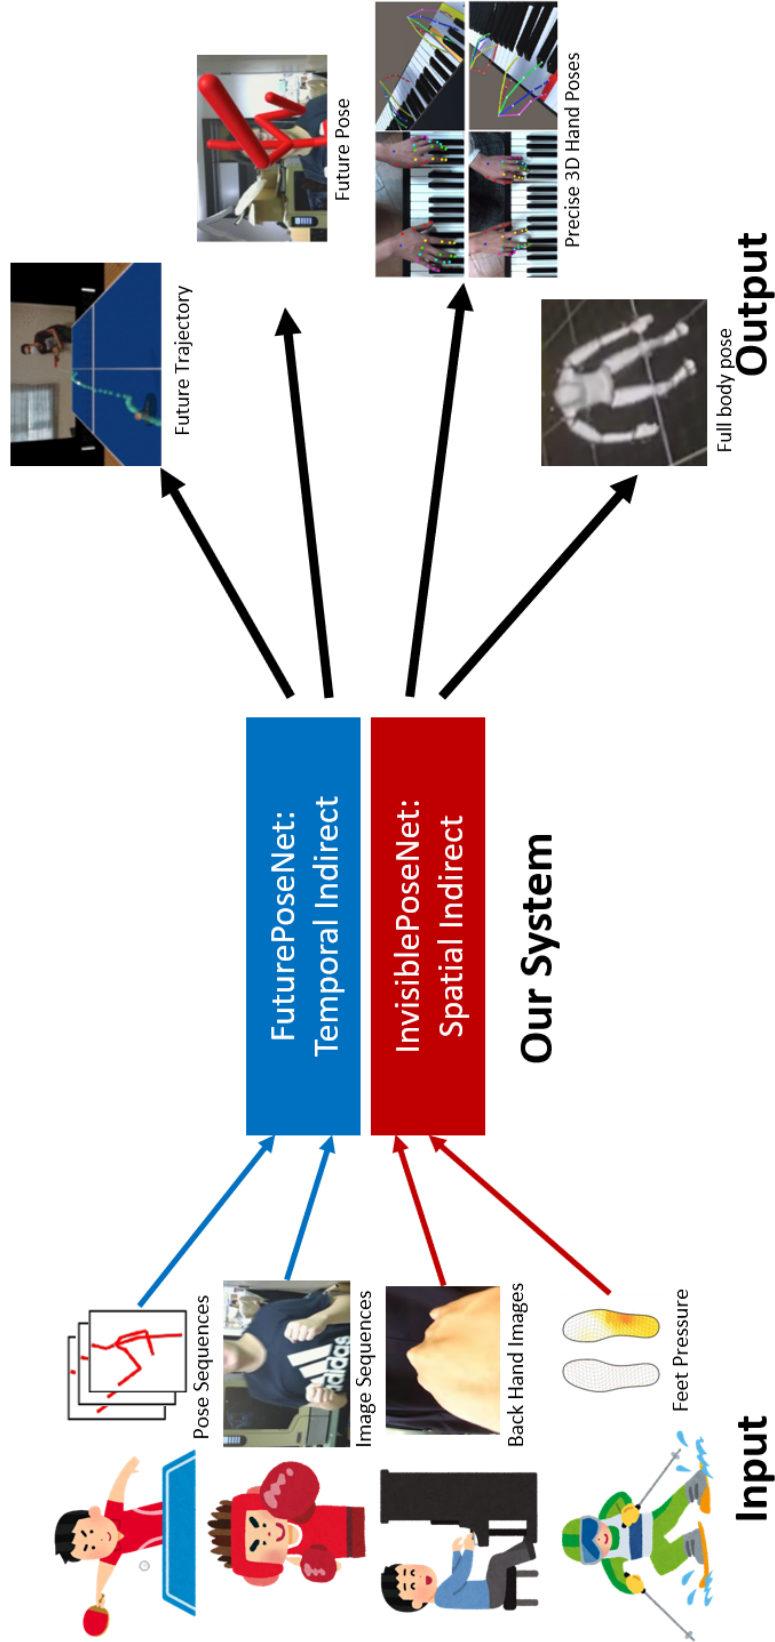 Pose Sequences
Image Sequences
adidas
Back Hand Images
Feet Pressure
Input
FuturePoseNet:
Temporal Indirect
InvisiblePoseNet:
Spatial Indirect
Our System
Future Trajectory
Future Pose
Precise 3D Hand Poses
Full body pose
Output